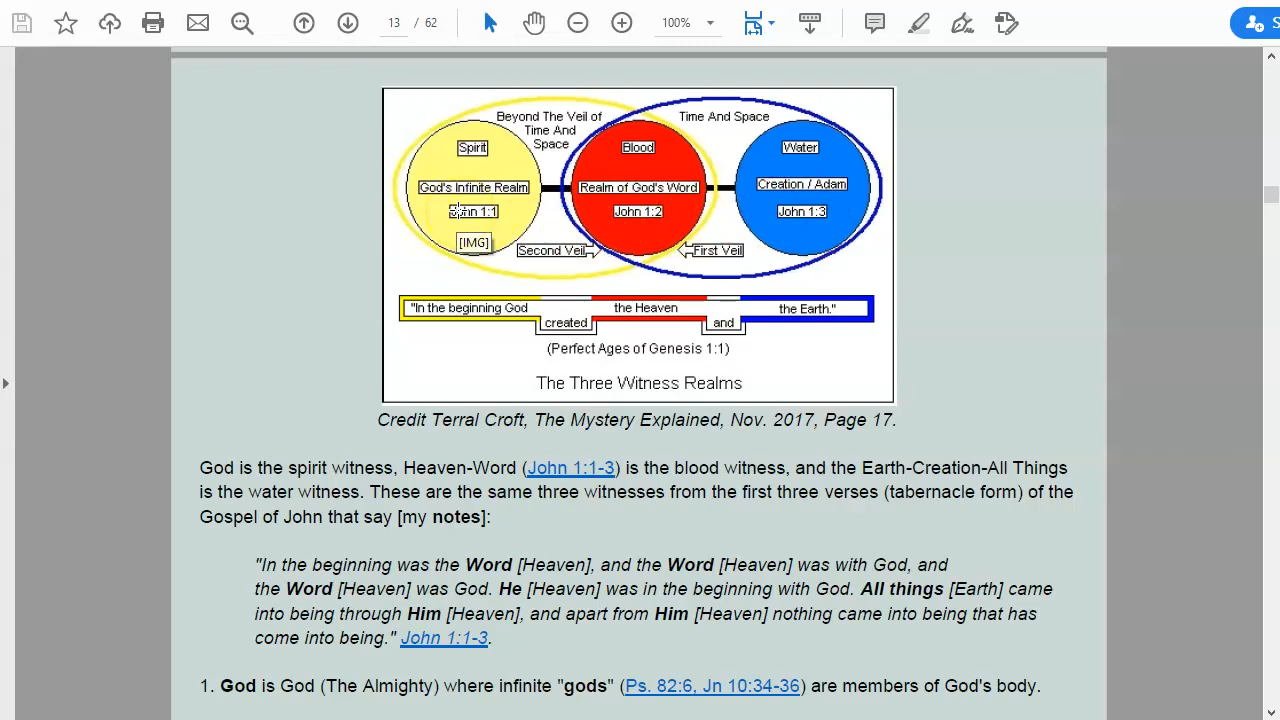 13 / 62
100%
S
Beyond The Veil of
Time And
Space
Time And Space
Spirit
Blood
Water
God's Infinite Realm
Realm of God's Word
Creation / Adam
John 1:1
John 1:2
John 1:3
[IMG]
Second Veil
First Veil
"In the beginning God
created
the Heaven
and
the Earth."
(Perfect Ages of Genesis 1:1)
The Three Witness Realms
Credit Terral Croft, The Mystery Explained, Nov. 2017, Page 17.
God is the spirit witness, Heaven-Word (John 1:1-3) is the blood witness, and the Earth-Creation-All Things
is the water witness. These are the same three witnesses from the first three verses (tabernacle form) of the
Gospel of John that say [my notes]:
"In the beginning was the Word [Heaven], and the Word [Heaven] was with God, and
the Word [Heaven] was God. He [Heaven] was in the beginning with God. All things [Earth] came
into being through Him [Heaven], and apart from Him [Heaven] nothing came into being that has
come into being." John 1:1-3.
1. God is God (The Almighty) where infinite "gods" (Ps. 82:6, Jn 10:34-36) are members of God's body.